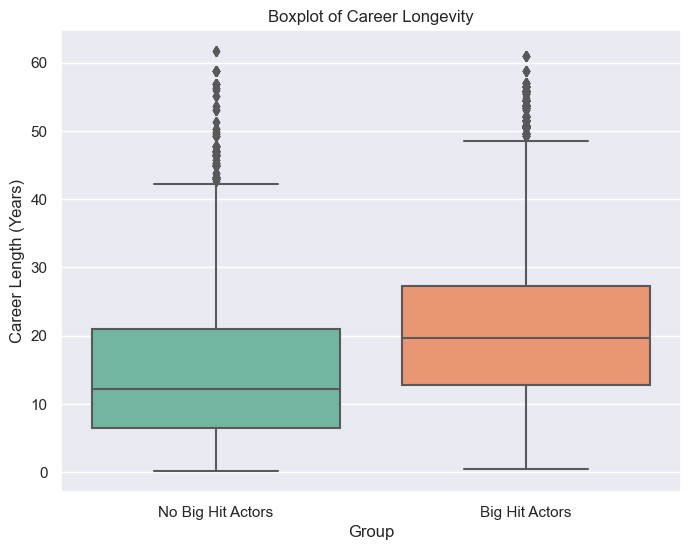 Boxplot of Career Longevity
Career Length (Years)
60
50
40
30
20
10
0
No Big Hit Actors
Big Hit Actors
Group